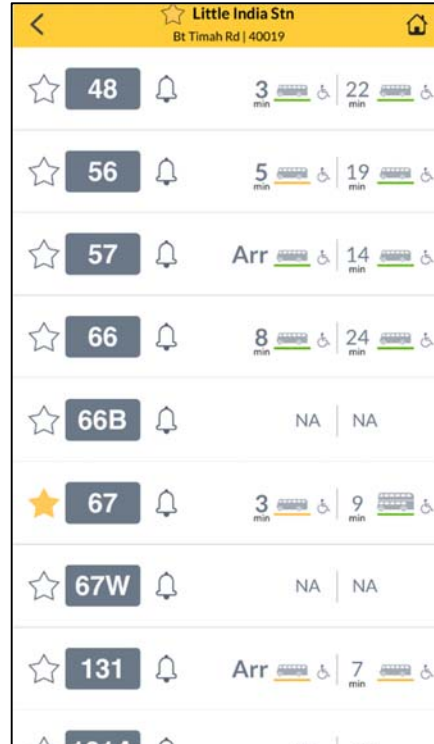 Little India Stn
Bt Timah Rd | 40019
48 3 min 22 min
56 5 min 19 min
57 Arr 14 min
66 8 min 24 min
66B NA NA
67 3 min 9 min
67W NA NA
131 Arr 7 min